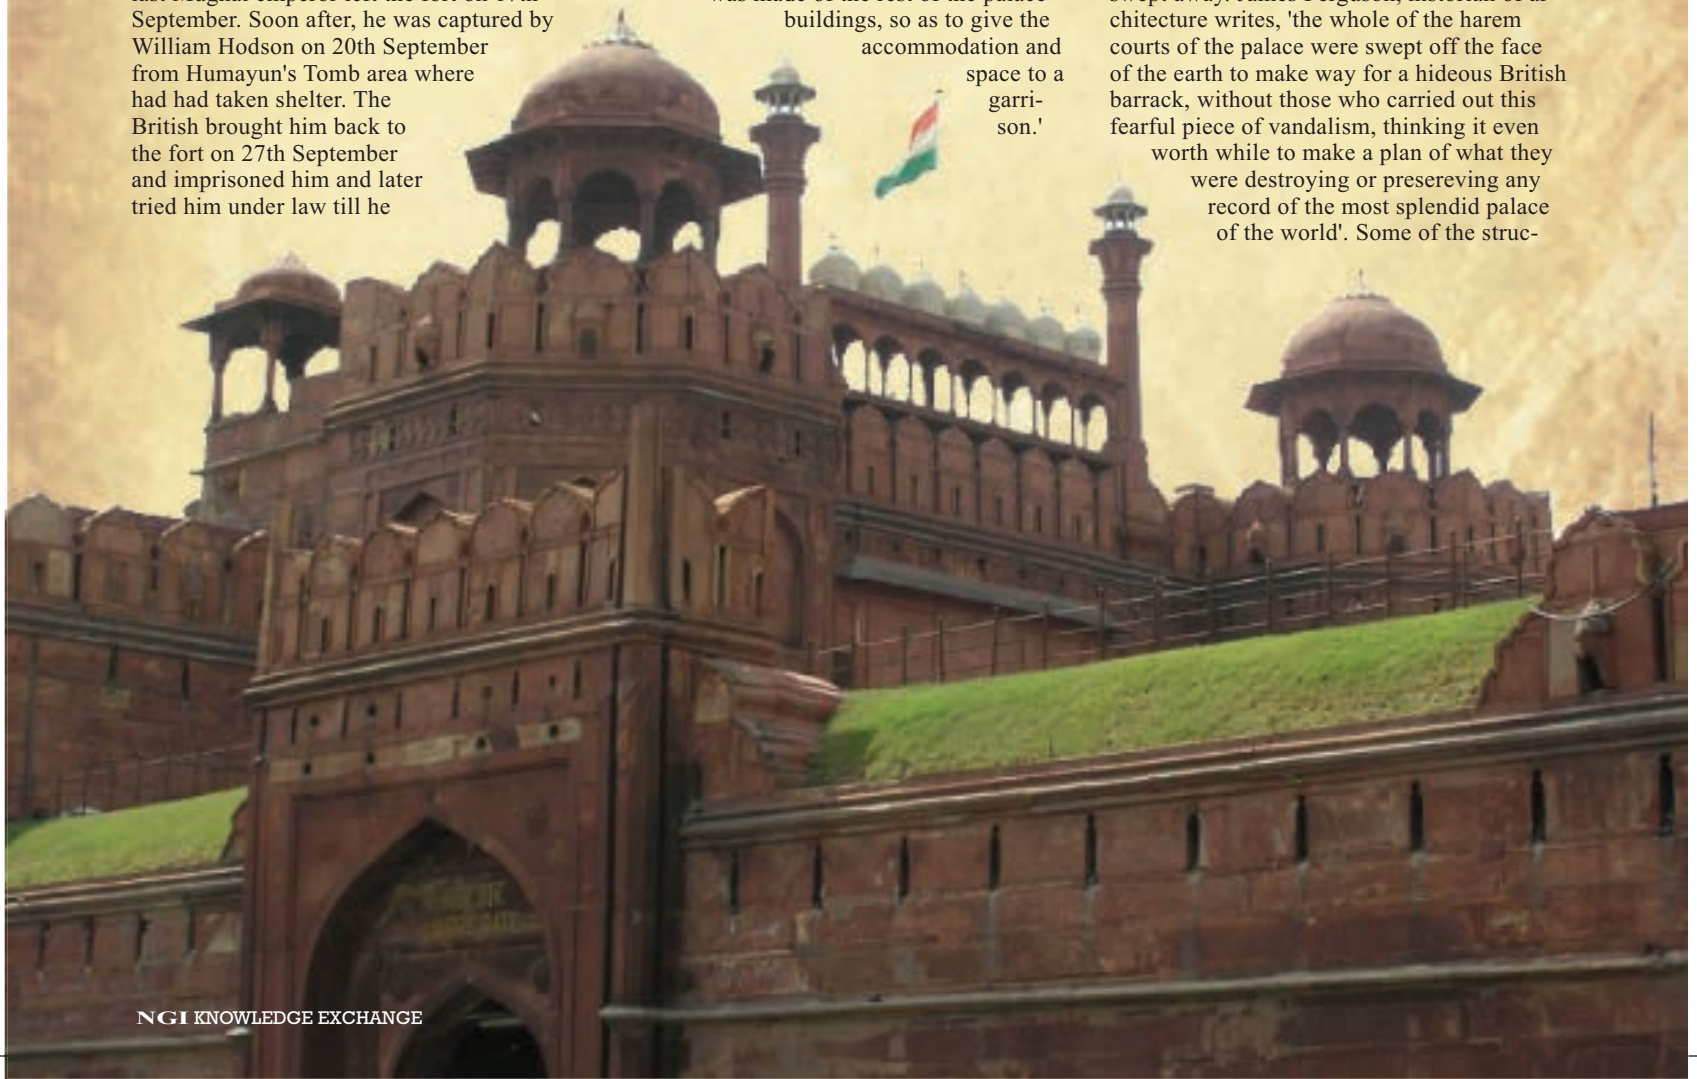 September. Soon after, he was captured by
William Hodson on 20th September
from Humayun's Tomb area where
had had taken shelter. The
British brought him back to
the fort on 27th September
and imprisoned him and later
tried him under law till he
buildings, so as to give the
accommodation and
space to a
garri-
son.'
chitecture writes, 'the whole of the harem
courts of the palace were swept off the face
of the earth to make way for a hideous British
barrack, without those who carried out this
fearful piece of vandalism, thinking it even
worth while to make a plan of what they
were destroying or presereving any
record of the most splendid palace
of the world'. Some of the struc-
NGI KNOWLEDGE EXCHANGE